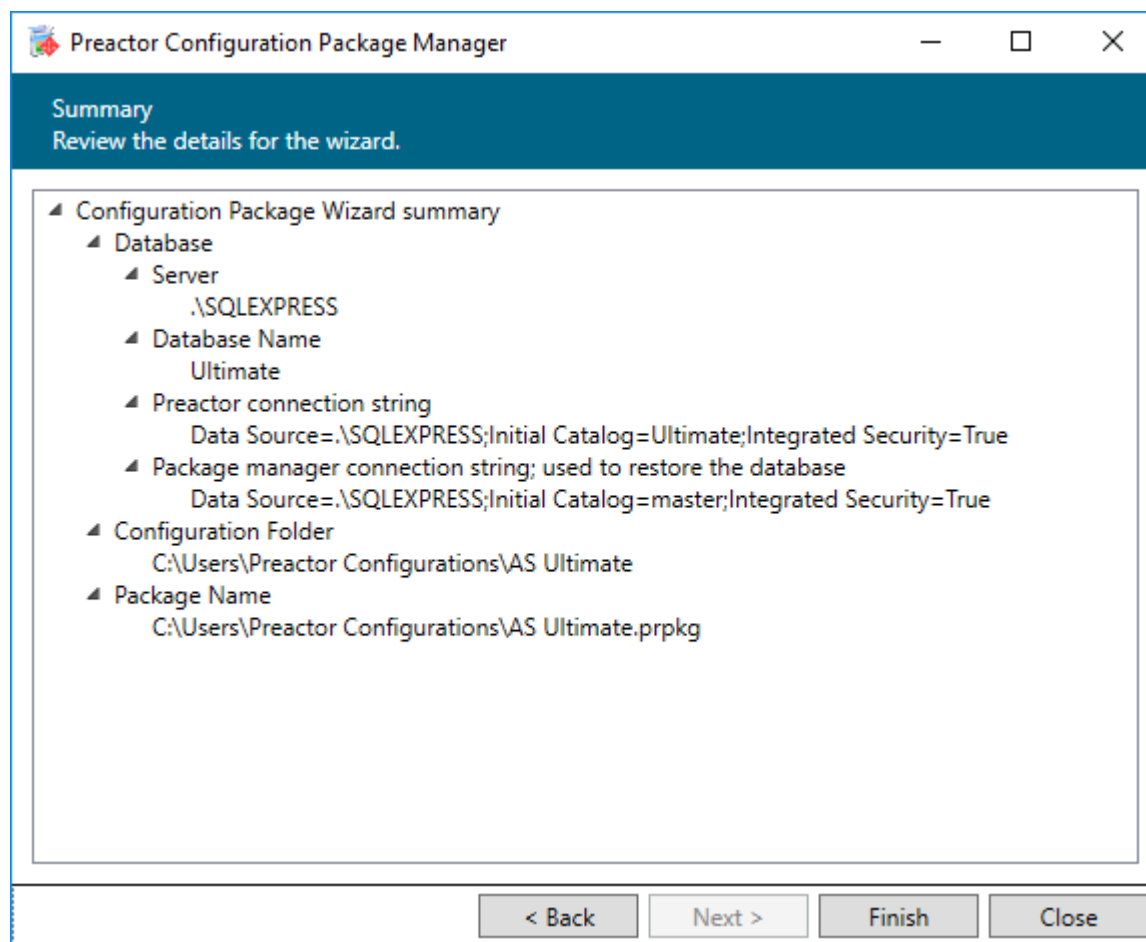 Preactor Configuration Package Manager
Summary
Review the details for the wizard.
Configuration Package Wizard summary
Database
Server
.\SQLEXPRESS
Database Name
Ultimate
Preactor connection string
Data Source=.\SQLEXPRESS;Initial Catalog=Ultimate;Integrated Security=True
Package manager connection string; used to restore the database
Data Source=.\SQLEXPRESS;Initial Catalog=master;Integrated Security=True
Configuration Folder
C:\Users\Preactor Configurations\AS Ultimate
Package Name
C:\Users\Preactor Configurations\AS Ultimate.prpkg
< Back Next > Finish Close